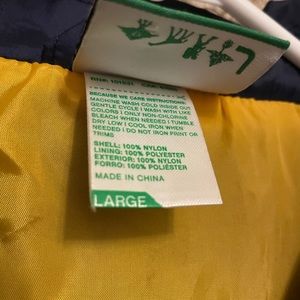 RN#: 101631
BECAUSE WE CARE INSTRUCTIONS:
MACHINE WASH COLD INSIDE OUT
GENTLE CYCLE I WASH WITH LIKE
COLORS I ONLY NON-CHLORINE
BLEACH WHEN NEEDED I TUMBLE
DRY LOW I COOL IRON WHEN
NEEDED I DO NOT IRON PRINT OR
TRIMS
SHELL: 100% NYLON
LINING: 100% POLYESTER
EXTERIOR: 100% NYLON
FORRO: 100% POLIÉSTER
MADE IN CHINA
LARGE